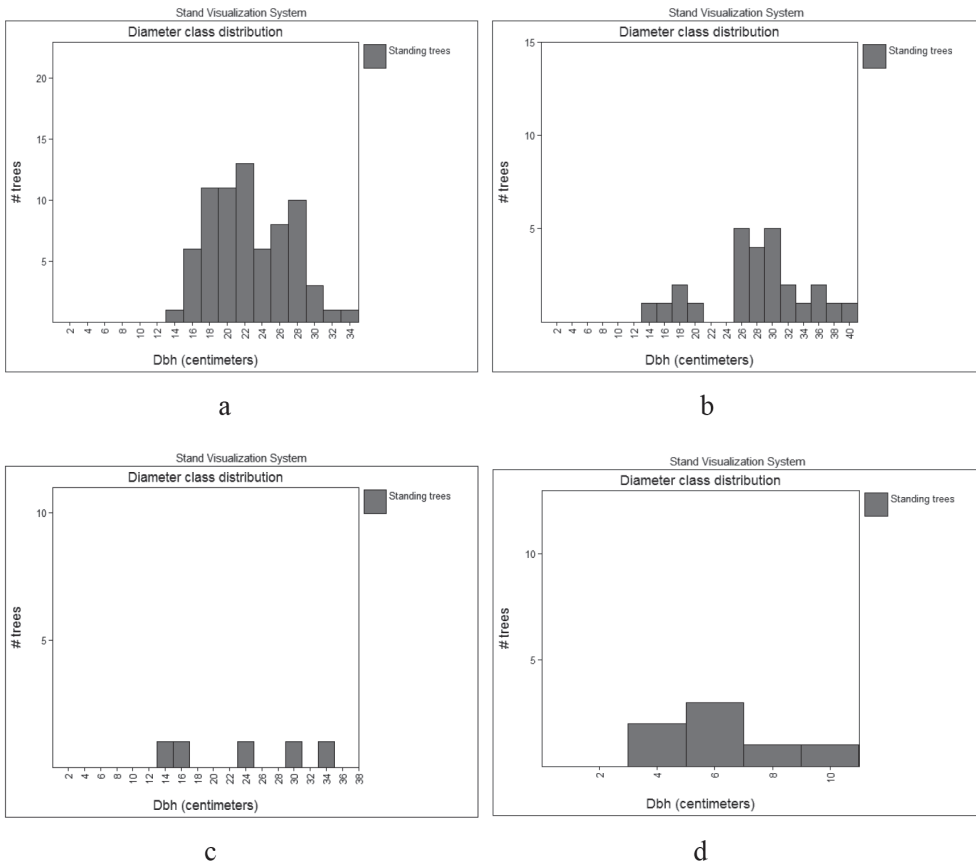 Stand Visualization System
Diameter class distribution
Standing trees
20
15
10
5
# trees
2 4 6 8 10 12 14 16 18 20 22 24 26 28 30 32 34
Dbh (centimeters)
a
Stand Visualization System
Diameter class distribution
Standing trees
15
10
5
# trees
2 4 6 8 10 12 14 16 18 20 22 24 26 28 30 32 34 36 38 40
Dbh (centimeters)
b
Stand Visualization System
Diameter class distribution
Standing trees
10
5
# trees
2 4 6 8 10 12 14 16 18 20 22 24 26 28 30 32 34 36 38
Dbh (centimeters)
c
Stand Visualization System
Diameter class distribution
Standing trees
10
5
# trees
2 4 6 8 10
Dbh (centimeters)
d